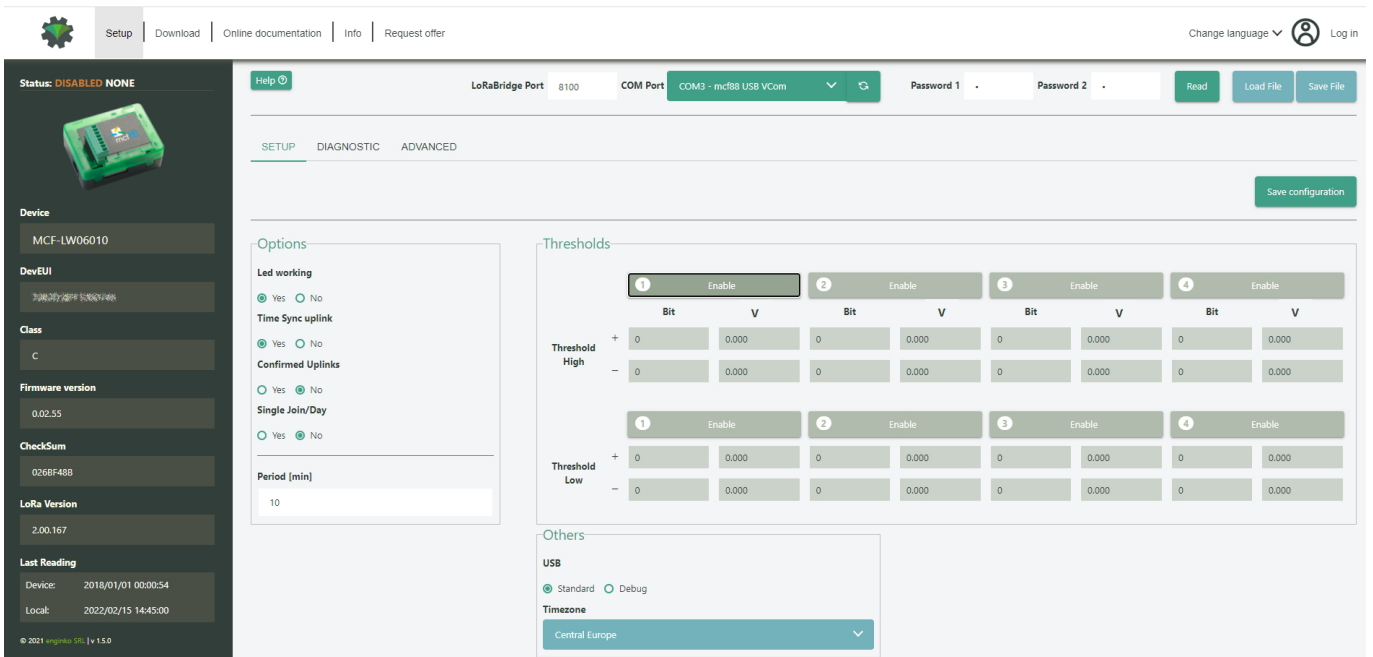 Setup Download Online documentation Info Request offer Change language Log in
Status: DISABLED NONE
Help LoRaBridge Port 8100 COM Port COM3 - mcf88 USB VCom Password 1 Password 2 Read Load File Save File
SETUP DIAGNOSTIC ADVANCED
Save configuration
Device
MCF-LW06010
DevEUI
Class
C
Firmware version
0.02.55
CheckSum
026BF48B
LoRa Version
2.00.167
Last Reading
Device: 2018/01/01 00:00:54
Local: 2022/02/15 14:45:00
© 2021 enginko SRL | v 1.5.0
Options
Led working
Yes No
Time Sync uplink
Yes No
Confirmed Uplinks
Yes No
Single Join/Day
Yes No
Period [min]
10
Thresholds
1 Enable 2 Enable 3 Enable 4 Enable
Bit V Bit V Bit V Bit V
Threshold High
+ 0 0.000 0 0.000 0 0.000 0 0.000
− 0 0.000 0 0.000 0 0.000 0 0.000
1 Enable 2 Enable 3 Enable 4 Enable
Threshold Low
+ 0 0.000 0 0.000 0 0.000 0 0.000
− 0 0.000 0 0.000 0 0.000 0 0.000
Others
USB
Standard Debug
Timezone
Central Europe